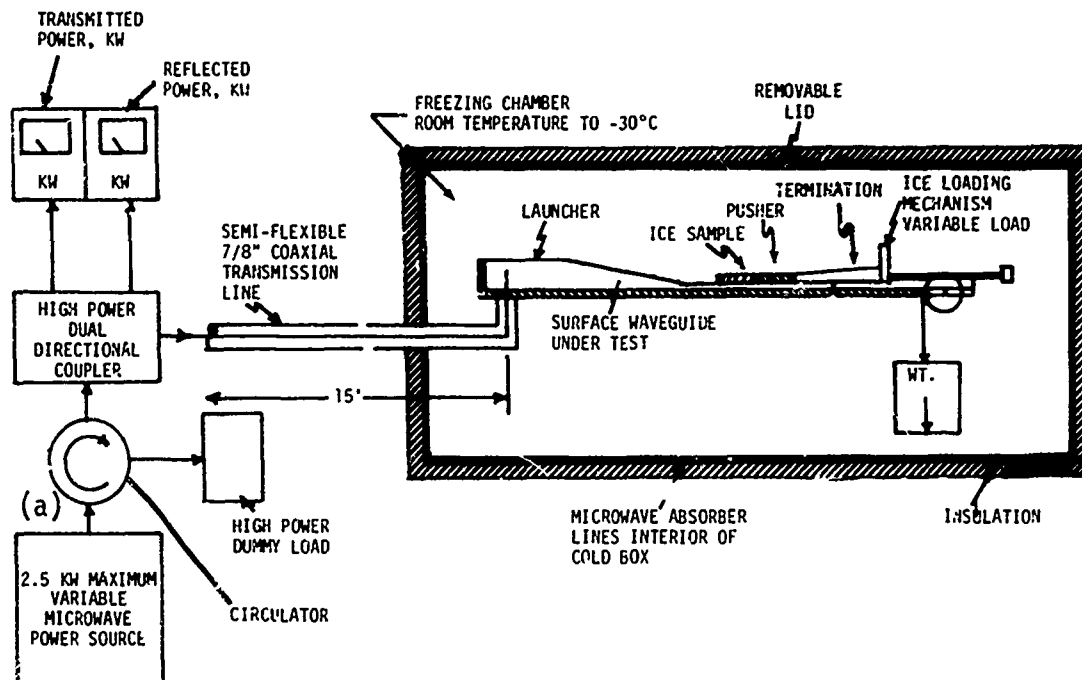 TRANSMITTED
POWER, KW
REFLECTED
POWER, KW
KW
KW
FREEZING CHAMBER
ROOM TEMPERATURE TO -30°C
REMOVABLE
LID
LAUNCHER
ICE SAMPLE
PUSHER
TERMINATION
ICE LOADING
MECHANISM
VARIABLE LOAD
SEMI-FLEXIBLE
7/8" COAXIAL
TRANSMISSION
LINE
SURFACE WAVEGUIDE
UNDER TEST
HIGH POWER
DUAL
DIRECTIONAL
COUPLER
15'
WT.
(a)
HIGH POWER
DUMMY LOAD
MICROWAVE ABSORBER
LINES INTERIOR OF
COLD BOX
INSULATION
2.5 KW MAXIMUM
VARIABLE
MICROWAVE
POWER SOURCE
CIRCULATOR